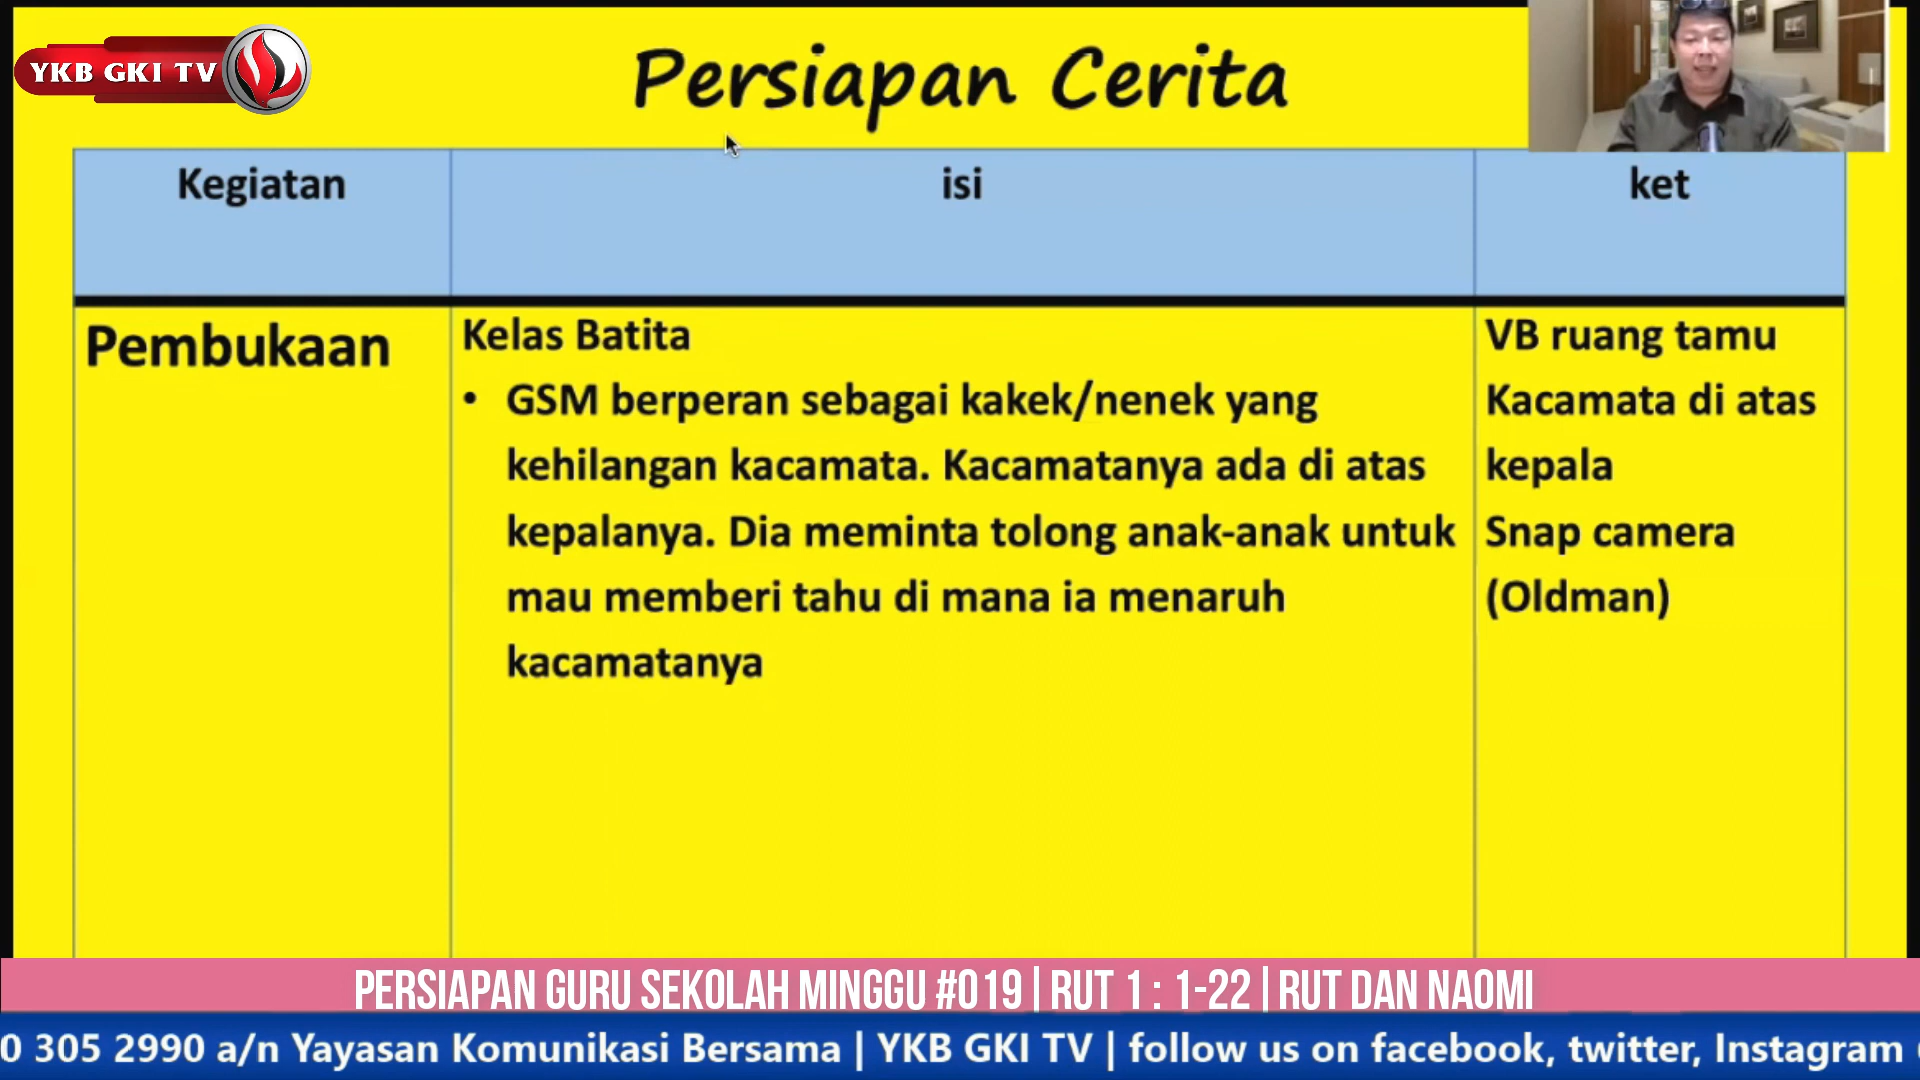 YKB GKI TV
Persiapan Cerita
Kegiatan
isi
ket
Pembukaan
Kelas Batita
• GSM berperan sebagai kakek/nenek yang
kehilangan kacamata. Kacamatanya ada di atas
kepalanya. Dia meminta tolong anak-anak untuk
mau memberi tahu di mana ia menaruh
kacamatanya
VB ruang tamu
Kacamata di atas
kepala
Snap camera
(Oldman)
PERSIAPAN GURU SEKOLAH MINGGU #019 | RUT 1 : 1-22 | RUT DAN NAOMI
0 305 2990 a/n Yayasan Komunikasi Bersama | YKB GKI TV | follow us on facebook, twitter, Instagram